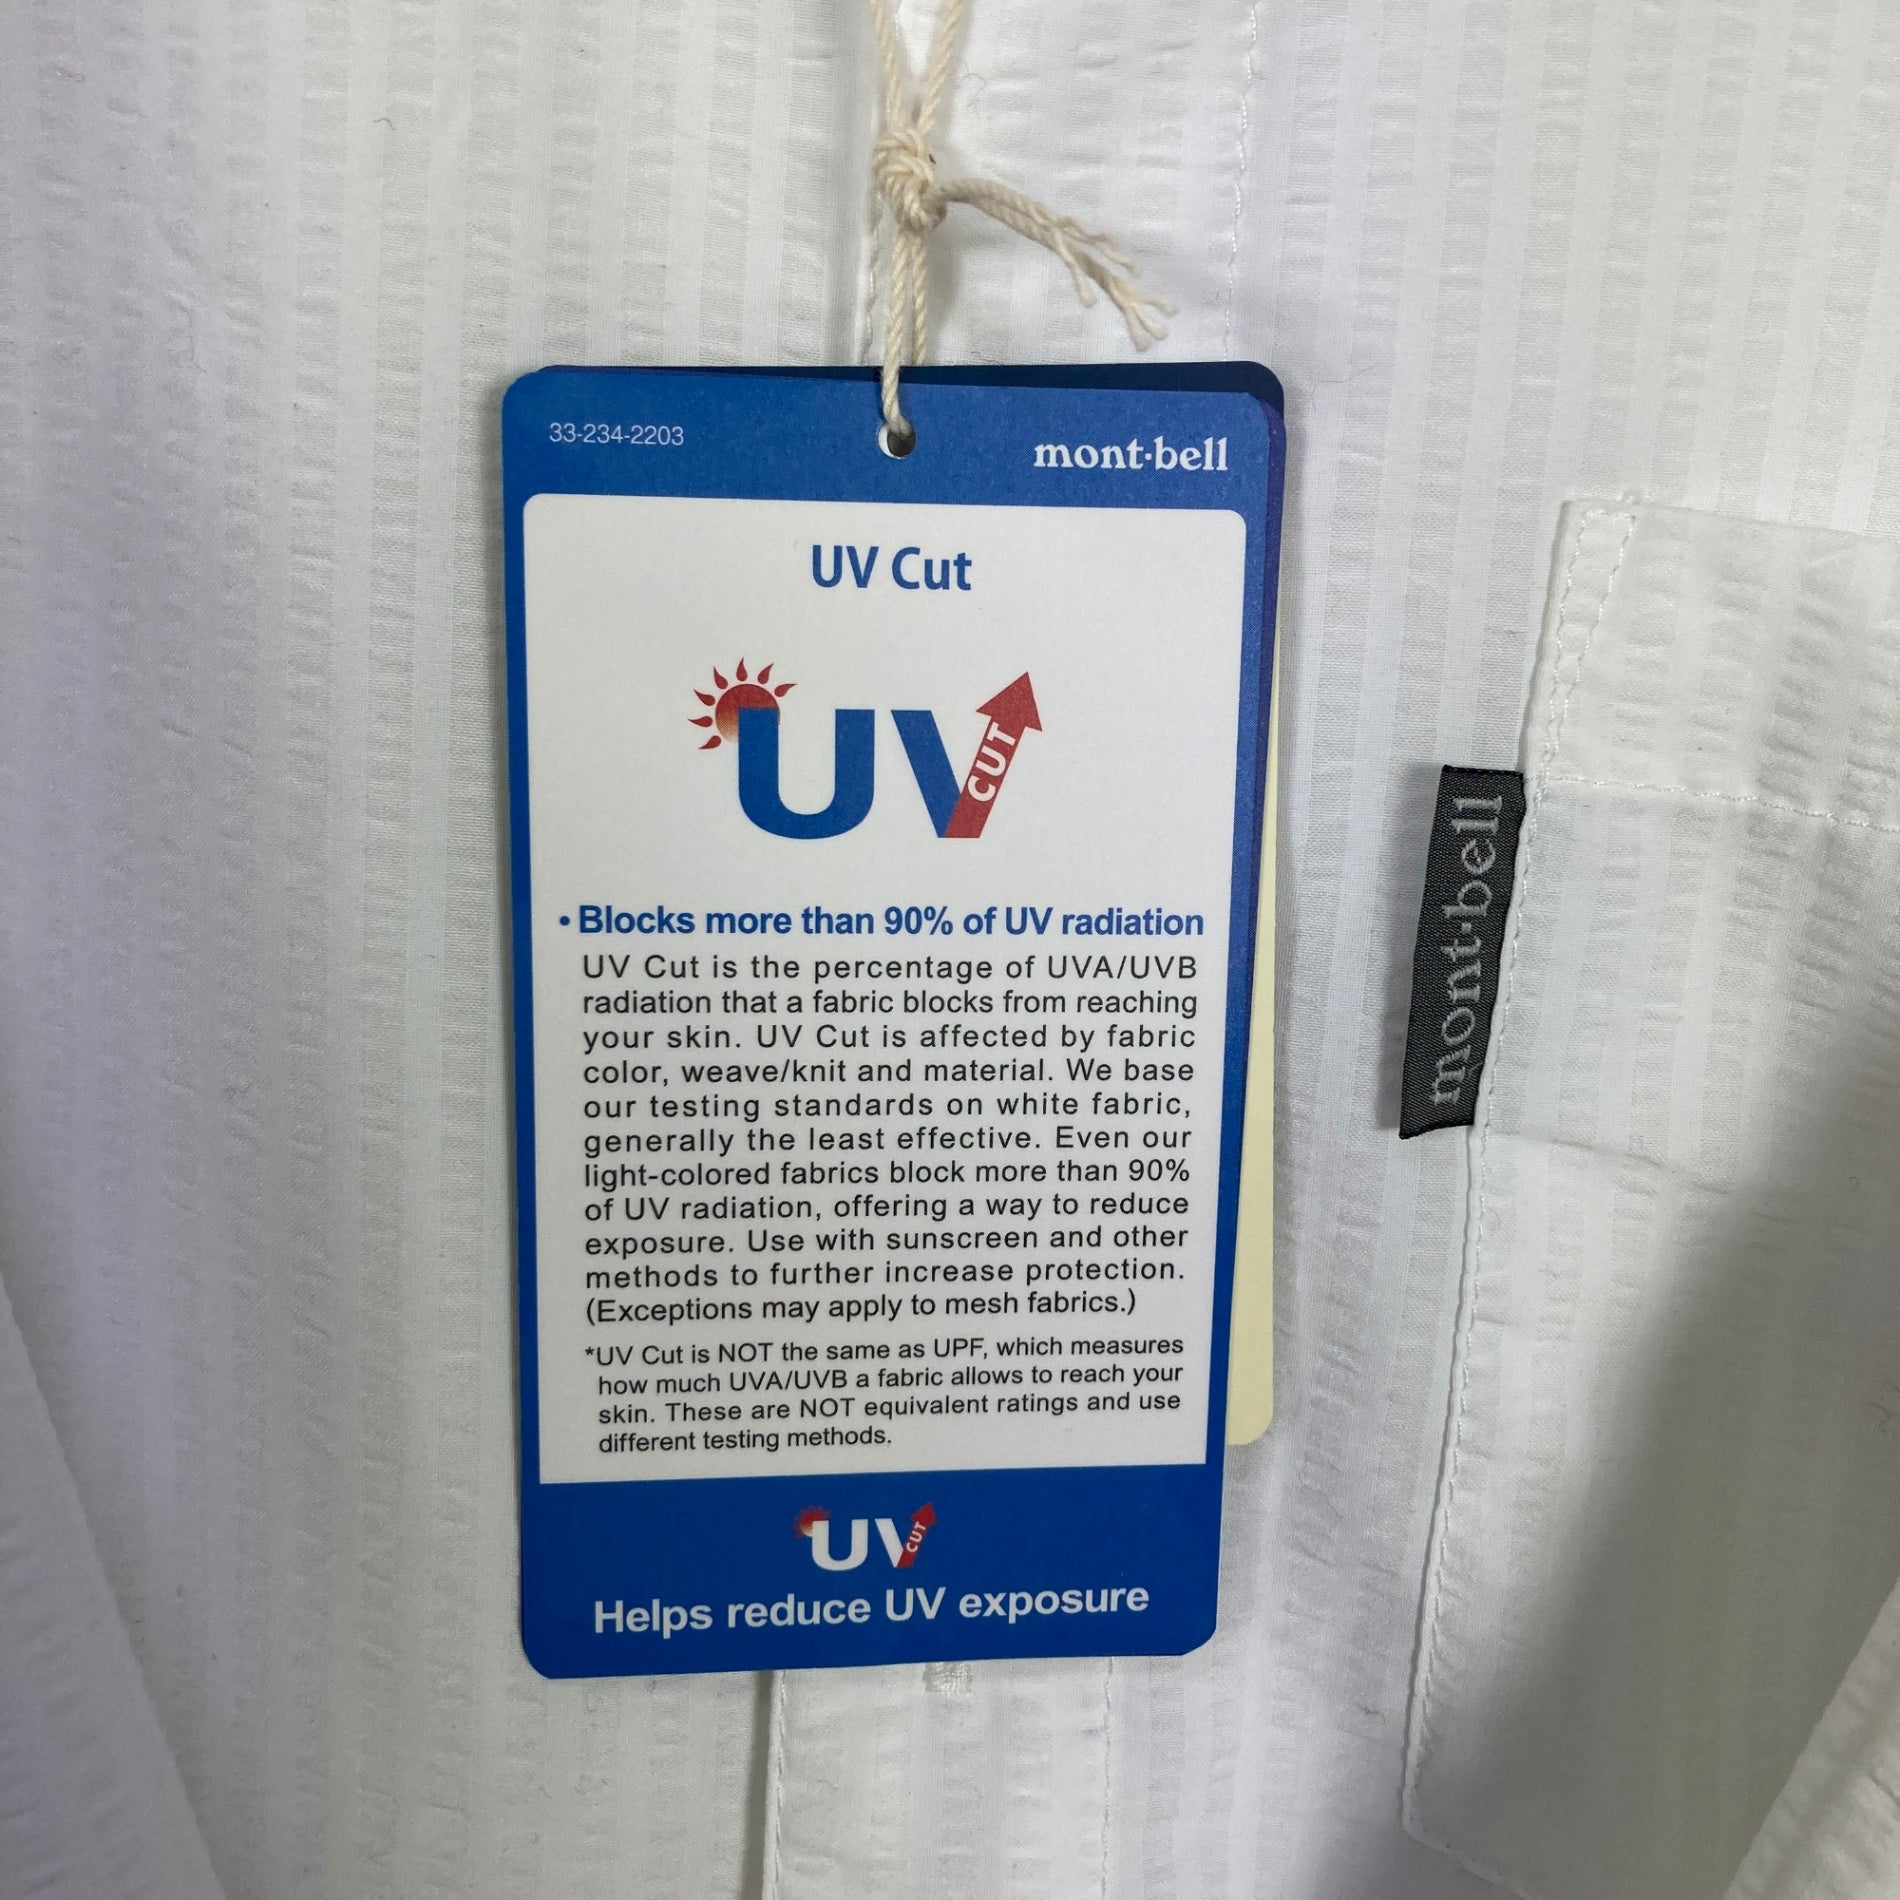 33-234-2203
mont·bell
UV Cut
UV CUT
• Blocks more than 90% of UV radiation
UV Cut is the percentage of UVA/UVB
radiation that a fabric blocks from reaching
your skin. UV Cut is affected by fabric
color, weave/knit and material. We base
our testing standards on white fabric,
generally the least effective. Even our
light-colored fabrics block more than 90%
of UV radiation, offering a way to reduce
exposure. Use with sunscreen and other
methods to further increase protection.
(Exceptions may apply to mesh fabrics.)
*UV Cut is NOT the same as UPF, which measures
how much UVA/UVB a fabric allows to reach your
skin. These are NOT equivalent ratings and use
different testing methods.
UV CUT
Helps reduce UV exposure
mont·bell